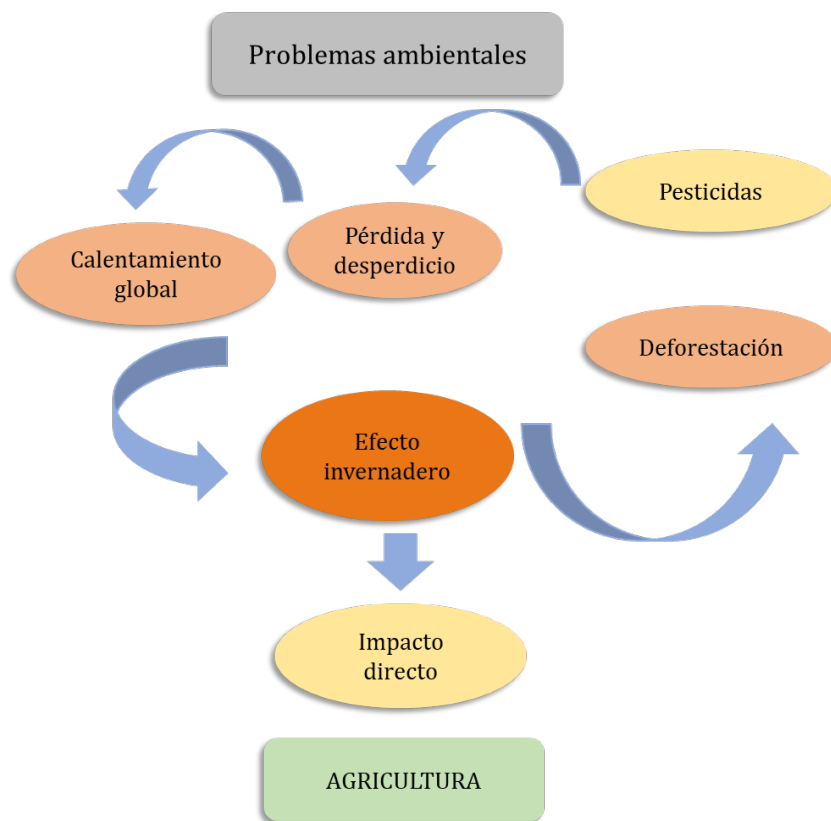 Problemas ambientales
Pesticidas
Pérdida y
desperdicio
Calentamiento
global
Deforestación
Efecto
invernadero
Impacto
directo
AGRICULTURA